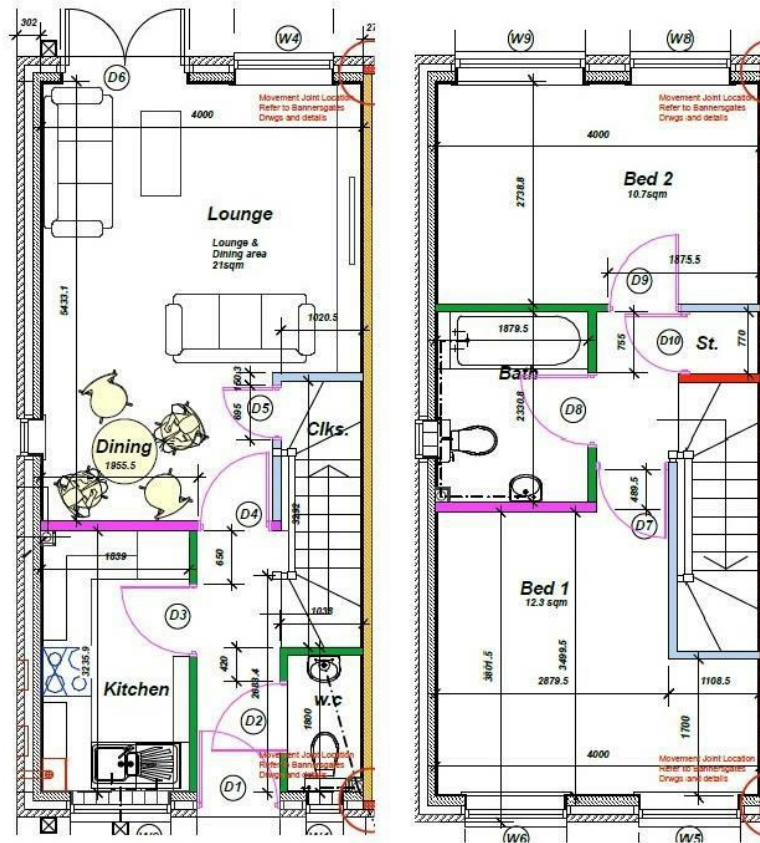 302
W4
D6
Movement Joint Location
Refer to Bannersgates
Drwgs and details
4000
Lounge
Lounge &
Dining area
21sqm
5433.1
1020.5
150.3
695
D5
Clks.
Dining
1955.5
D4
3292
650
1839
D3
1038
3235.9
420
2683.4
Kitchen
W.C
D2
1800
Movement Joint Location
Refer to Bannersgates
Drwgs and details
D1
W9
W8
Movement Joint Location
Refer to Bannersgates
Drwgs and details
4000
2738.8
Bed 2
10.7sqm
1875.5
D9
1879.5
755
D10
St.
770
Bath
2330.8
D8
489.5
D7
Bed 1
12.3 sqm
3801.5
3499.5
2879.5
1108.5
1700
4000
Movement Joint Location
Refer to Bannersgates
Drwgs and details
W6
W5